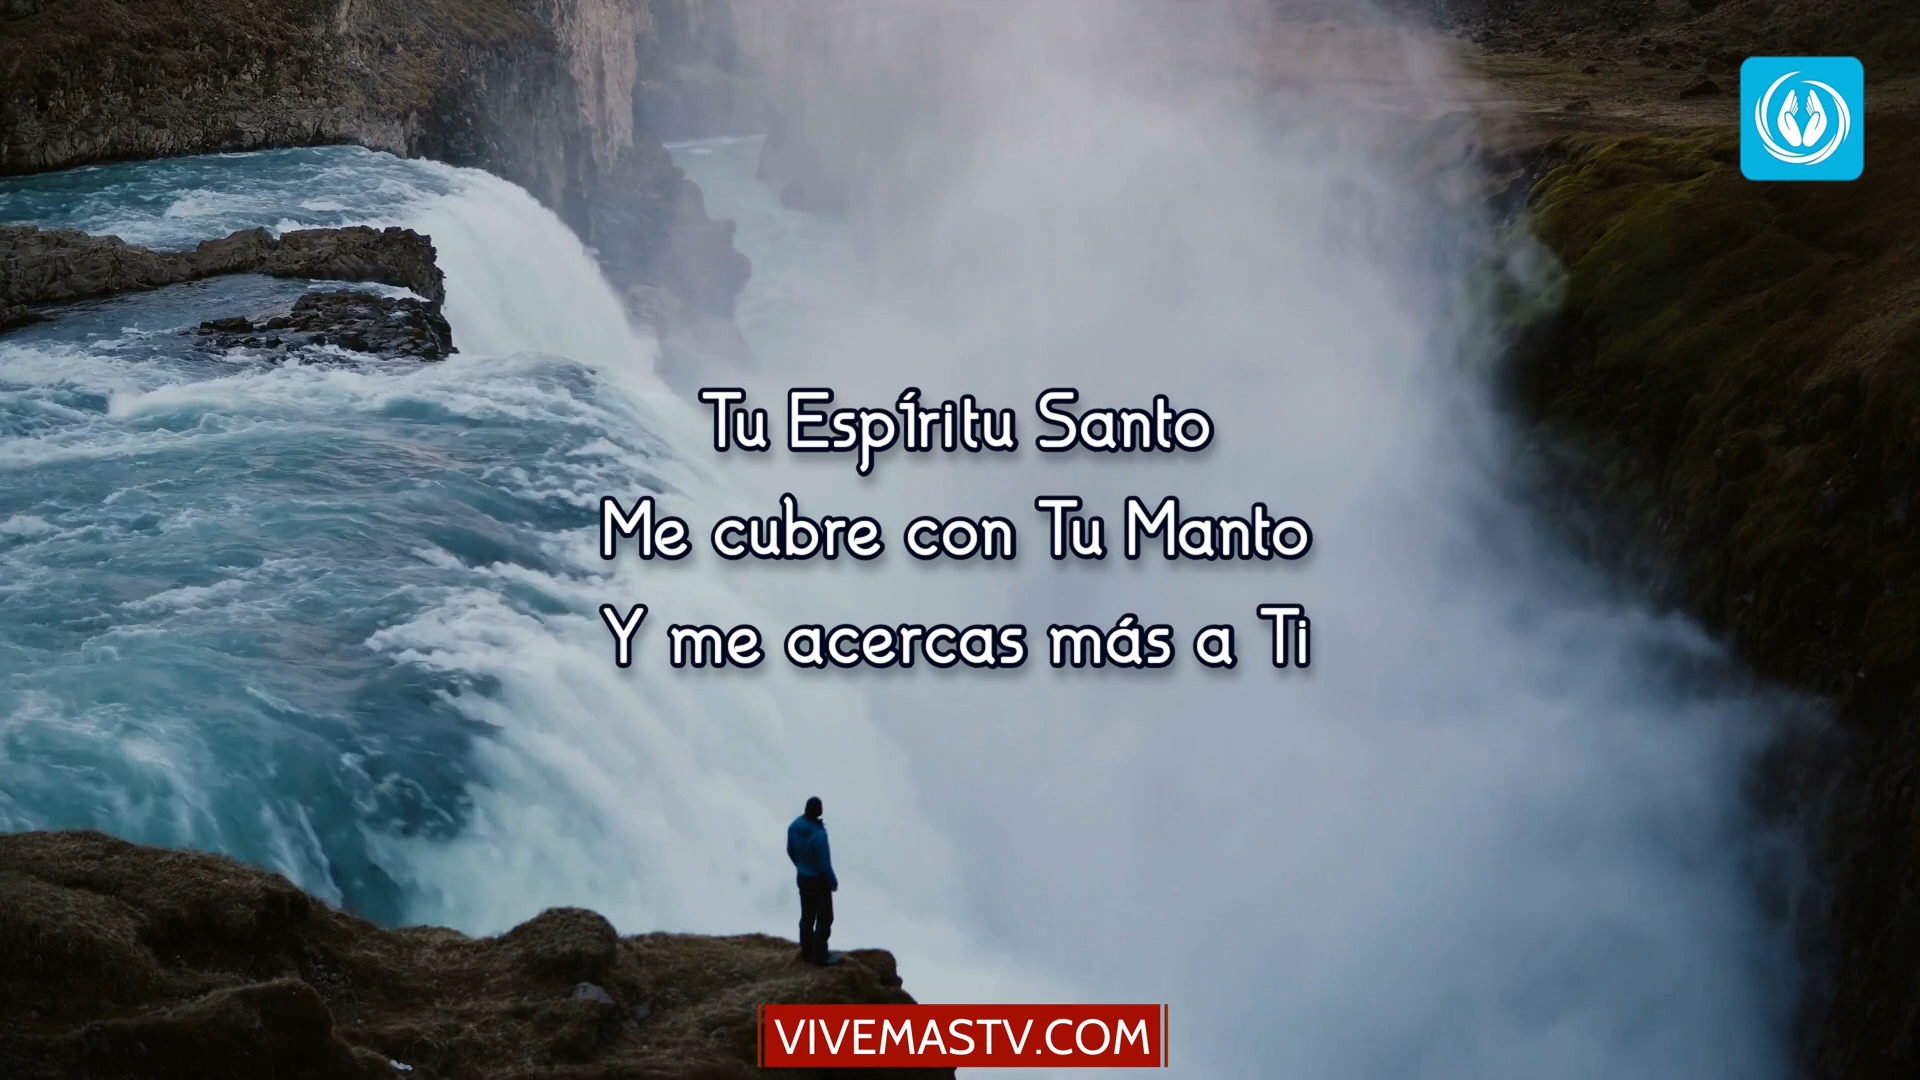 Tu Espíritu Santo
Me cubre con Tu Manto
Y me acercas más a Ti
VIVEMASTV.COM